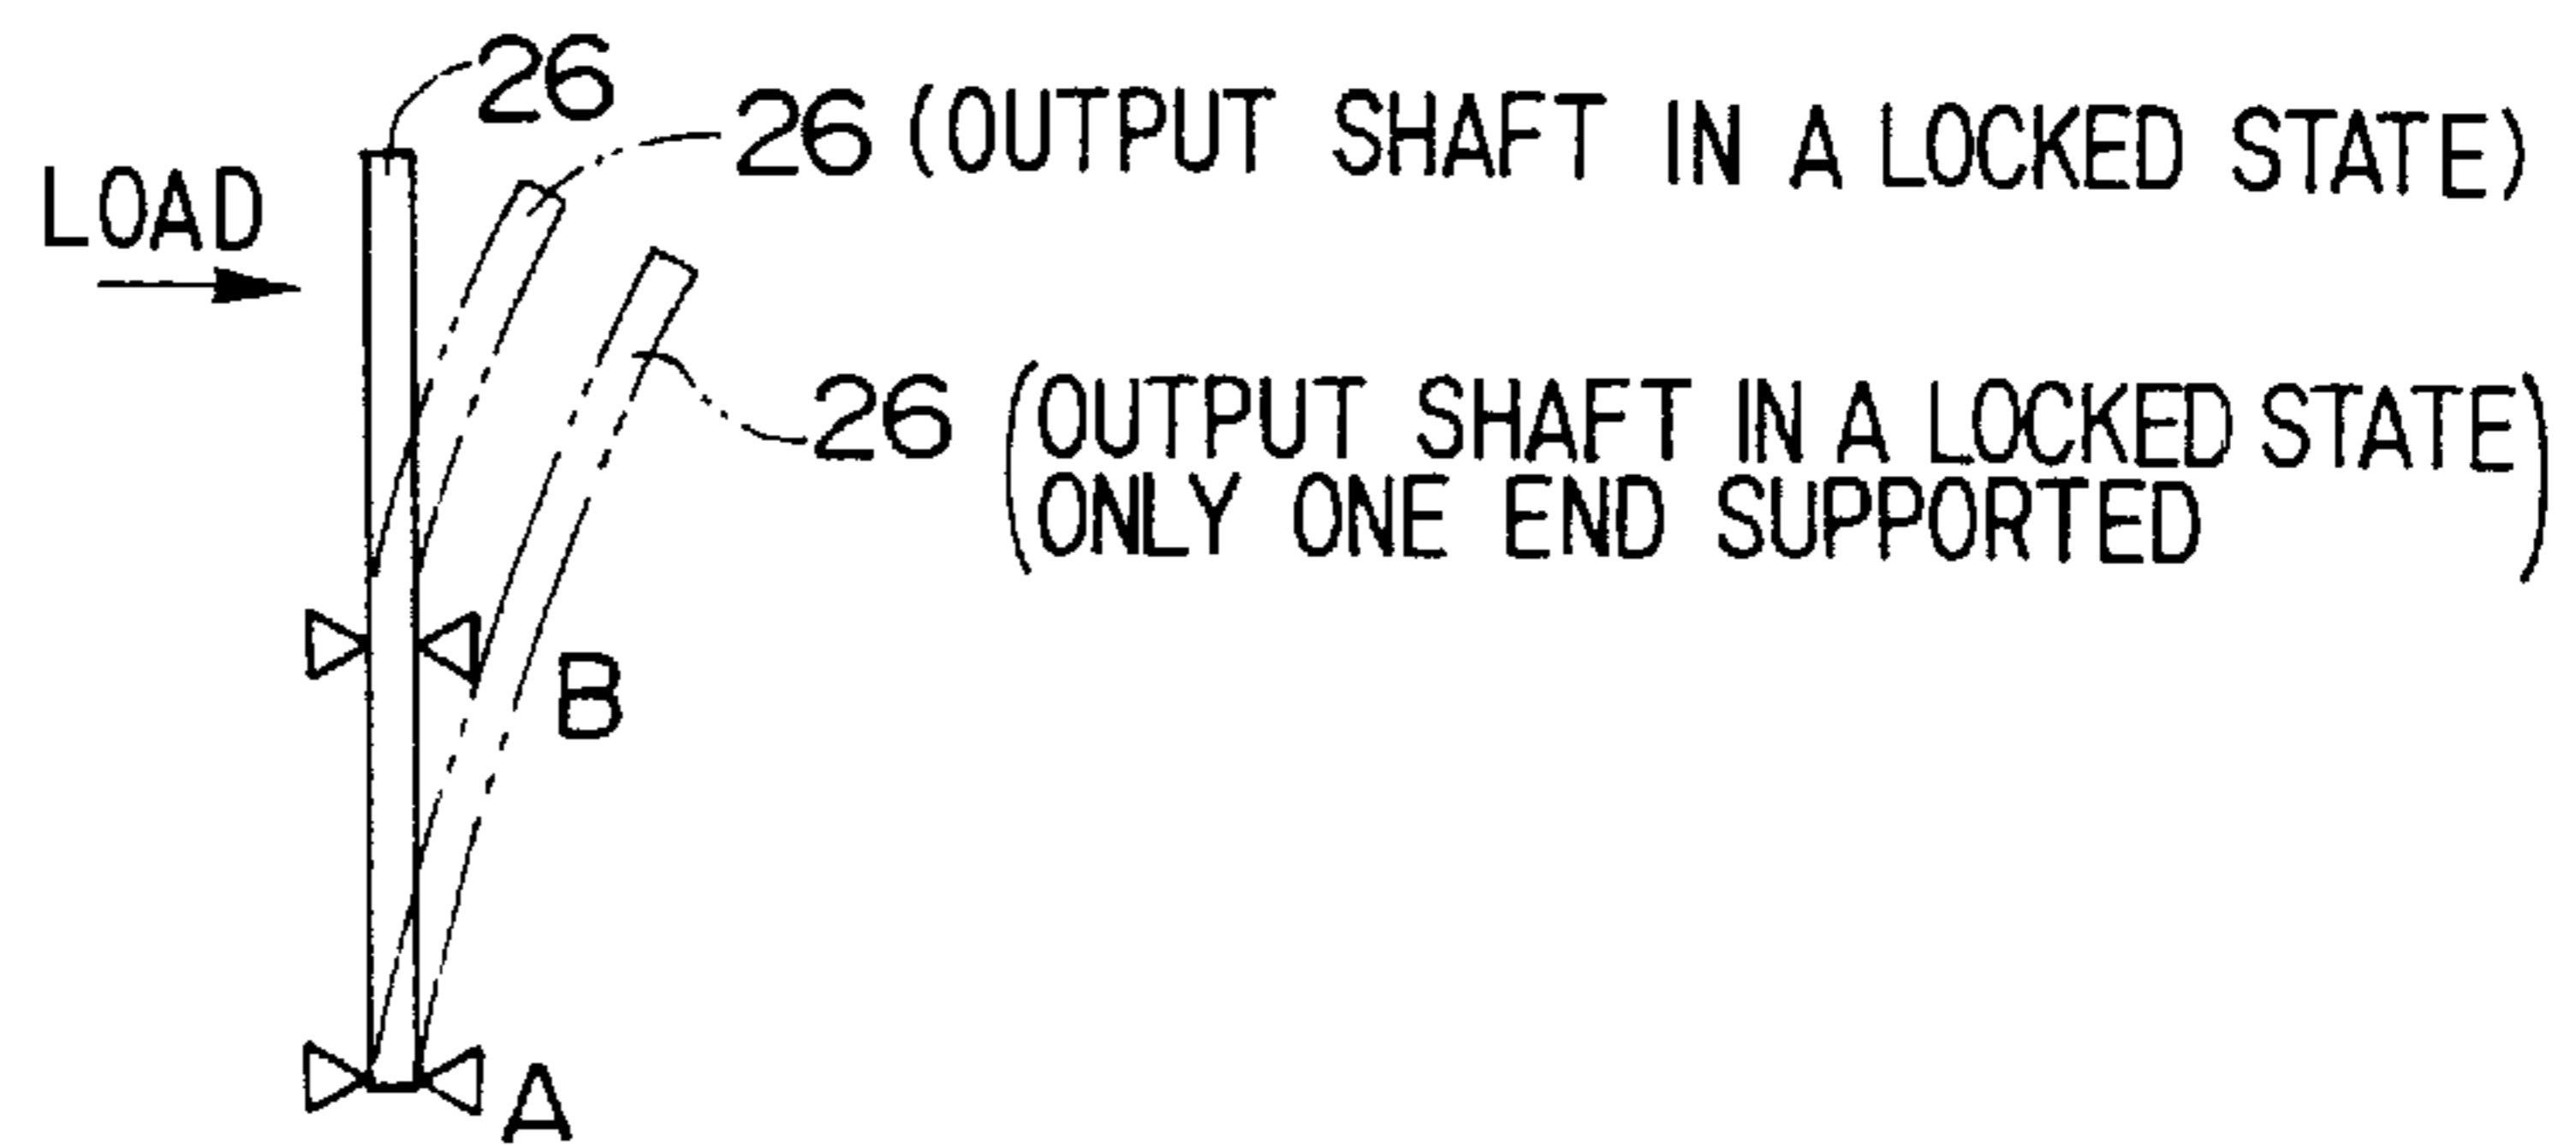 26
26 (OUTPUT SHAFT IN A LOCKED STATE)
LOAD
26 (OUTPUT SHAFT IN A LOCKED STATE
ONLY ONE END SUPPORTED)
B
A